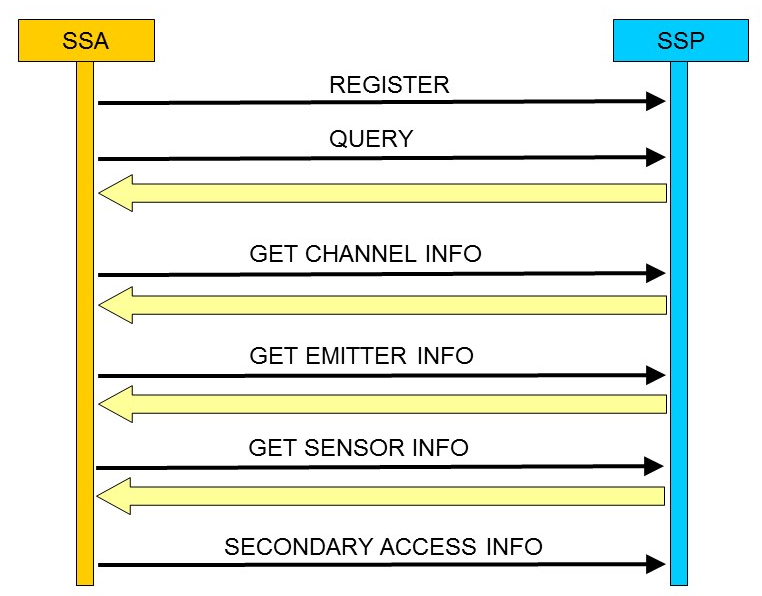 SSA
SSP
REGISTER
QUERY
GET CHANNEL INFO
GET EMITTER INFO
GET SENSOR INFO
SECONDARY ACCESS INFO